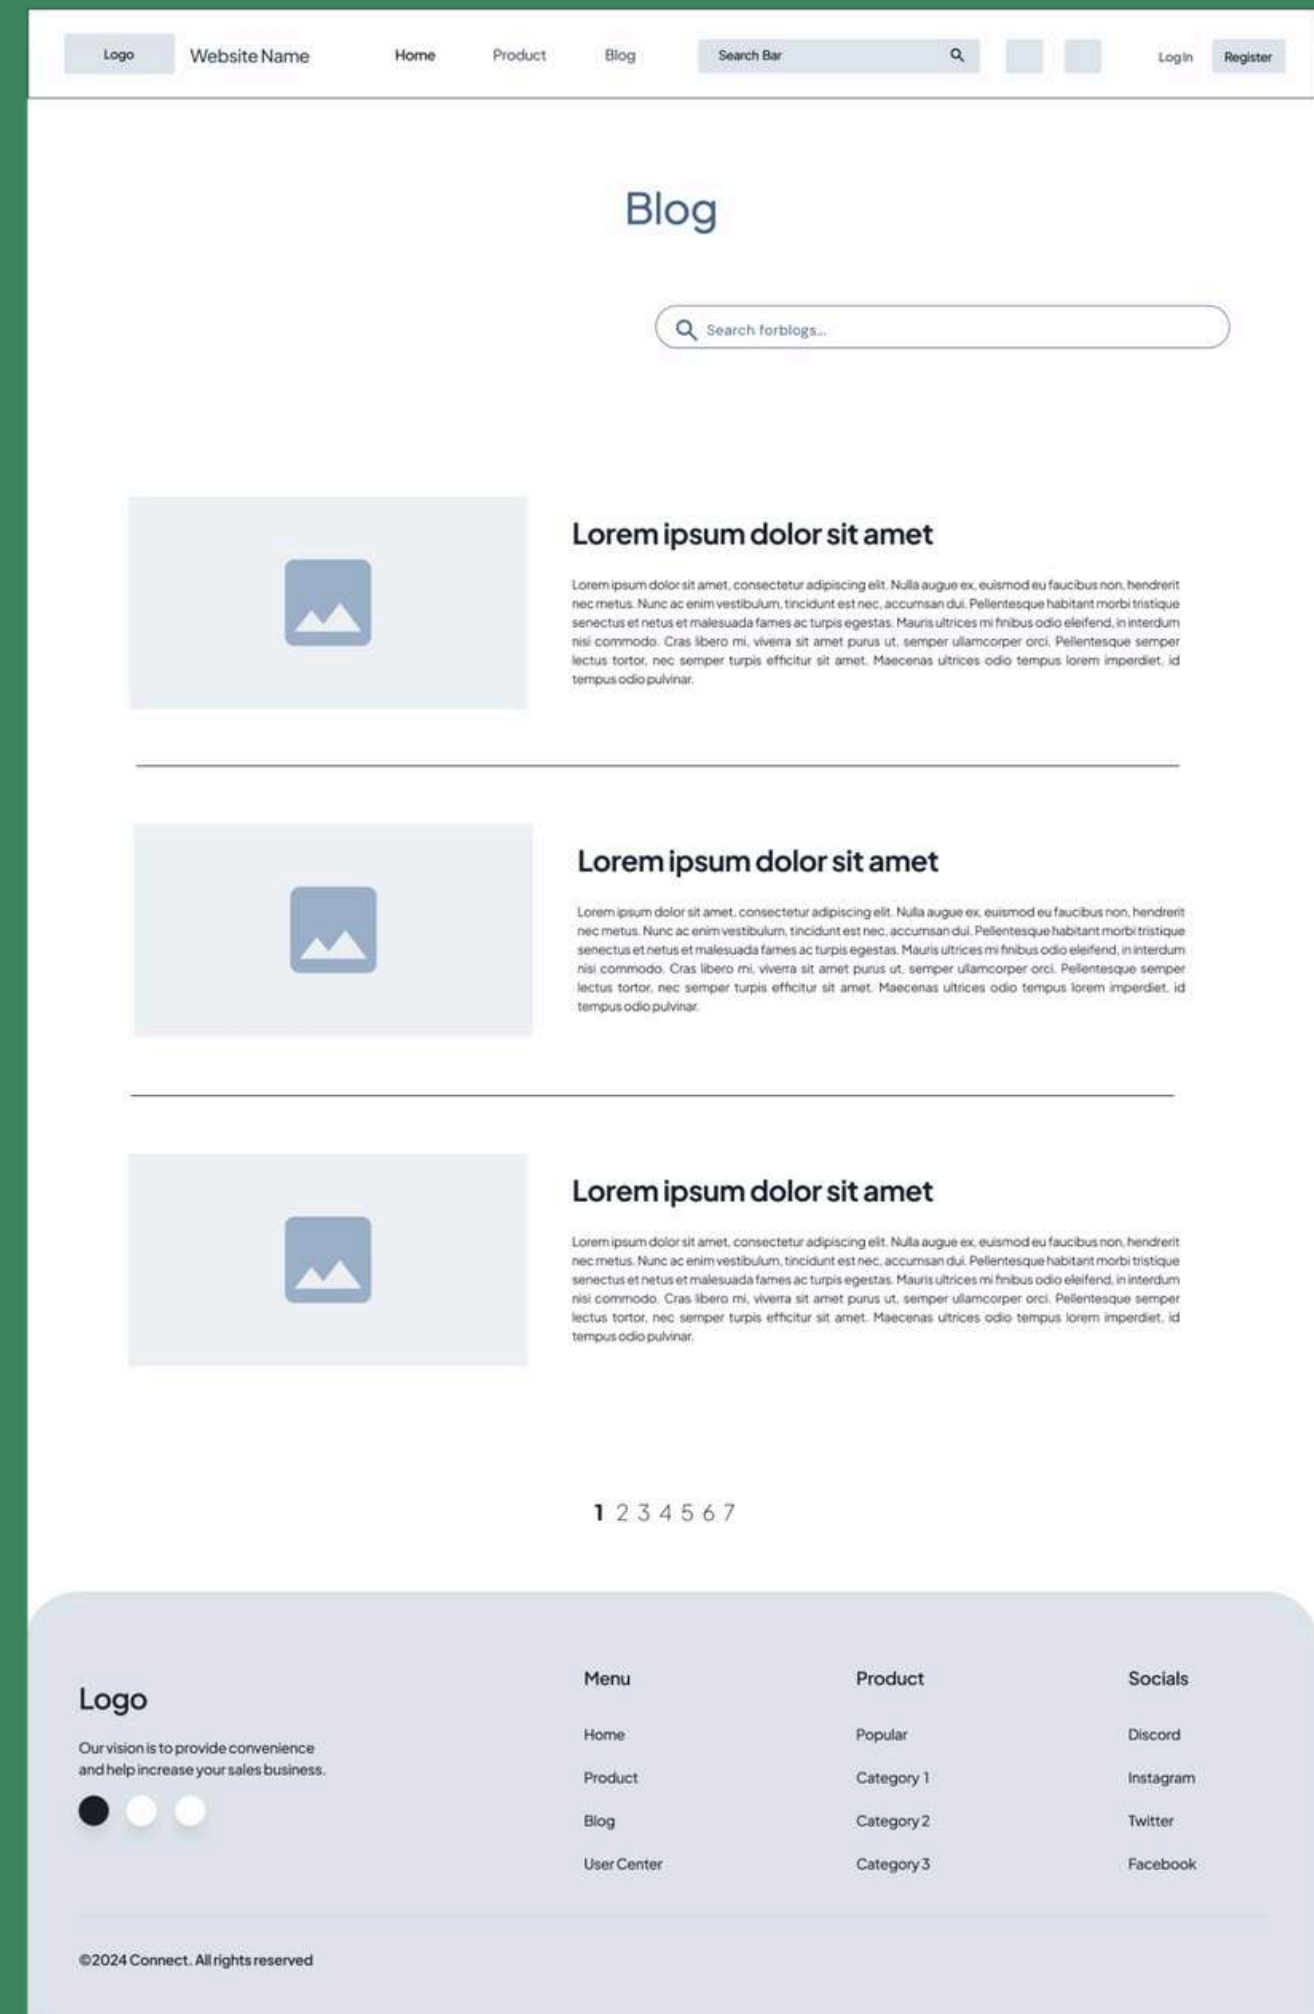 Logo
Website Name
Home
Product
Blog
Search Bar
Log In
Register
Blog
Search forblogs...
Lorem ipsum dolor sit amet
Lorem ipsum dolor sit amet, consectetur adipiscing elit. Nulla augue ex, euismod eu faucibus non, hendrerit
nec metus. Nunc ac enim vestibulum, tincidunt est nec, accumsan dui. Pellentesque habitant morbi tristique
senectus et netus et malesuada fames ac turpis egestas. Mauris ultrices mi finibus odio eleifend, in interdum
nisi commodo. Cras libero mi, viverra sit amet purus ut, semper ullamcorper orci. Pellentesque semper
lectus tortor, nec semper turpis efficitur sit amet. Maecenas ultrices odio tempus lorem imperdiet, id
tempus odio pulvinar.
Lorem ipsum dolor sit amet
Lorem ipsum dolor sit amet, consectetur adipiscing elit. Nulla augue ex, euismod eu faucibus non, hendrerit
nec metus. Nunc ac enim vestibulum, tincidunt est nec, accumsan dui. Pellentesque habitant morbi tristique
senectus et netus et malesuada fames ac turpis egestas. Mauris ultrices mi finibus odio eleifend, in interdum
nisi commodo. Cras libero mi, viverra sit amet purus ut, semper ullamcorper orci. Pellentesque semper
lectus tortor, nec semper turpis efficitur sit amet. Maecenas ultrices odio tempus lorem imperdiet, id
tempus odio pulvinar.
Lorem ipsum dolor sit amet
Lorem ipsum dolor sit amet, consectetur adipiscing elit. Nulla augue ex, euismod eu faucibus non, hendrerit
nec metus. Nunc ac enim vestibulum, tincidunt est nec, accumsan dui. Pellentesque habitant morbi tristique
senectus et netus et malesuada fames ac turpis egestas. Mauris ultrices mi finibus odio eleifend, in interdum
nisi commodo. Cras libero mi, viverra sit amet purus ut, semper ullamcorper orci. Pellentesque semper
lectus tortor, nec semper turpis efficitur sit amet. Maecenas ultrices odio tempus lorem imperdiet, id
tempus odio pulvinar.
1 2 3 4 5 6 7
Logo
Our vision is to provide convenience
and help increase your sales business.
Menu
Home
Product
Blog
User Center
Product
Popular
Category 1
Category 2
Category 3
Socials
Discord
Instagram
Twitter
Facebook
©2024 Connect. All rights reserved